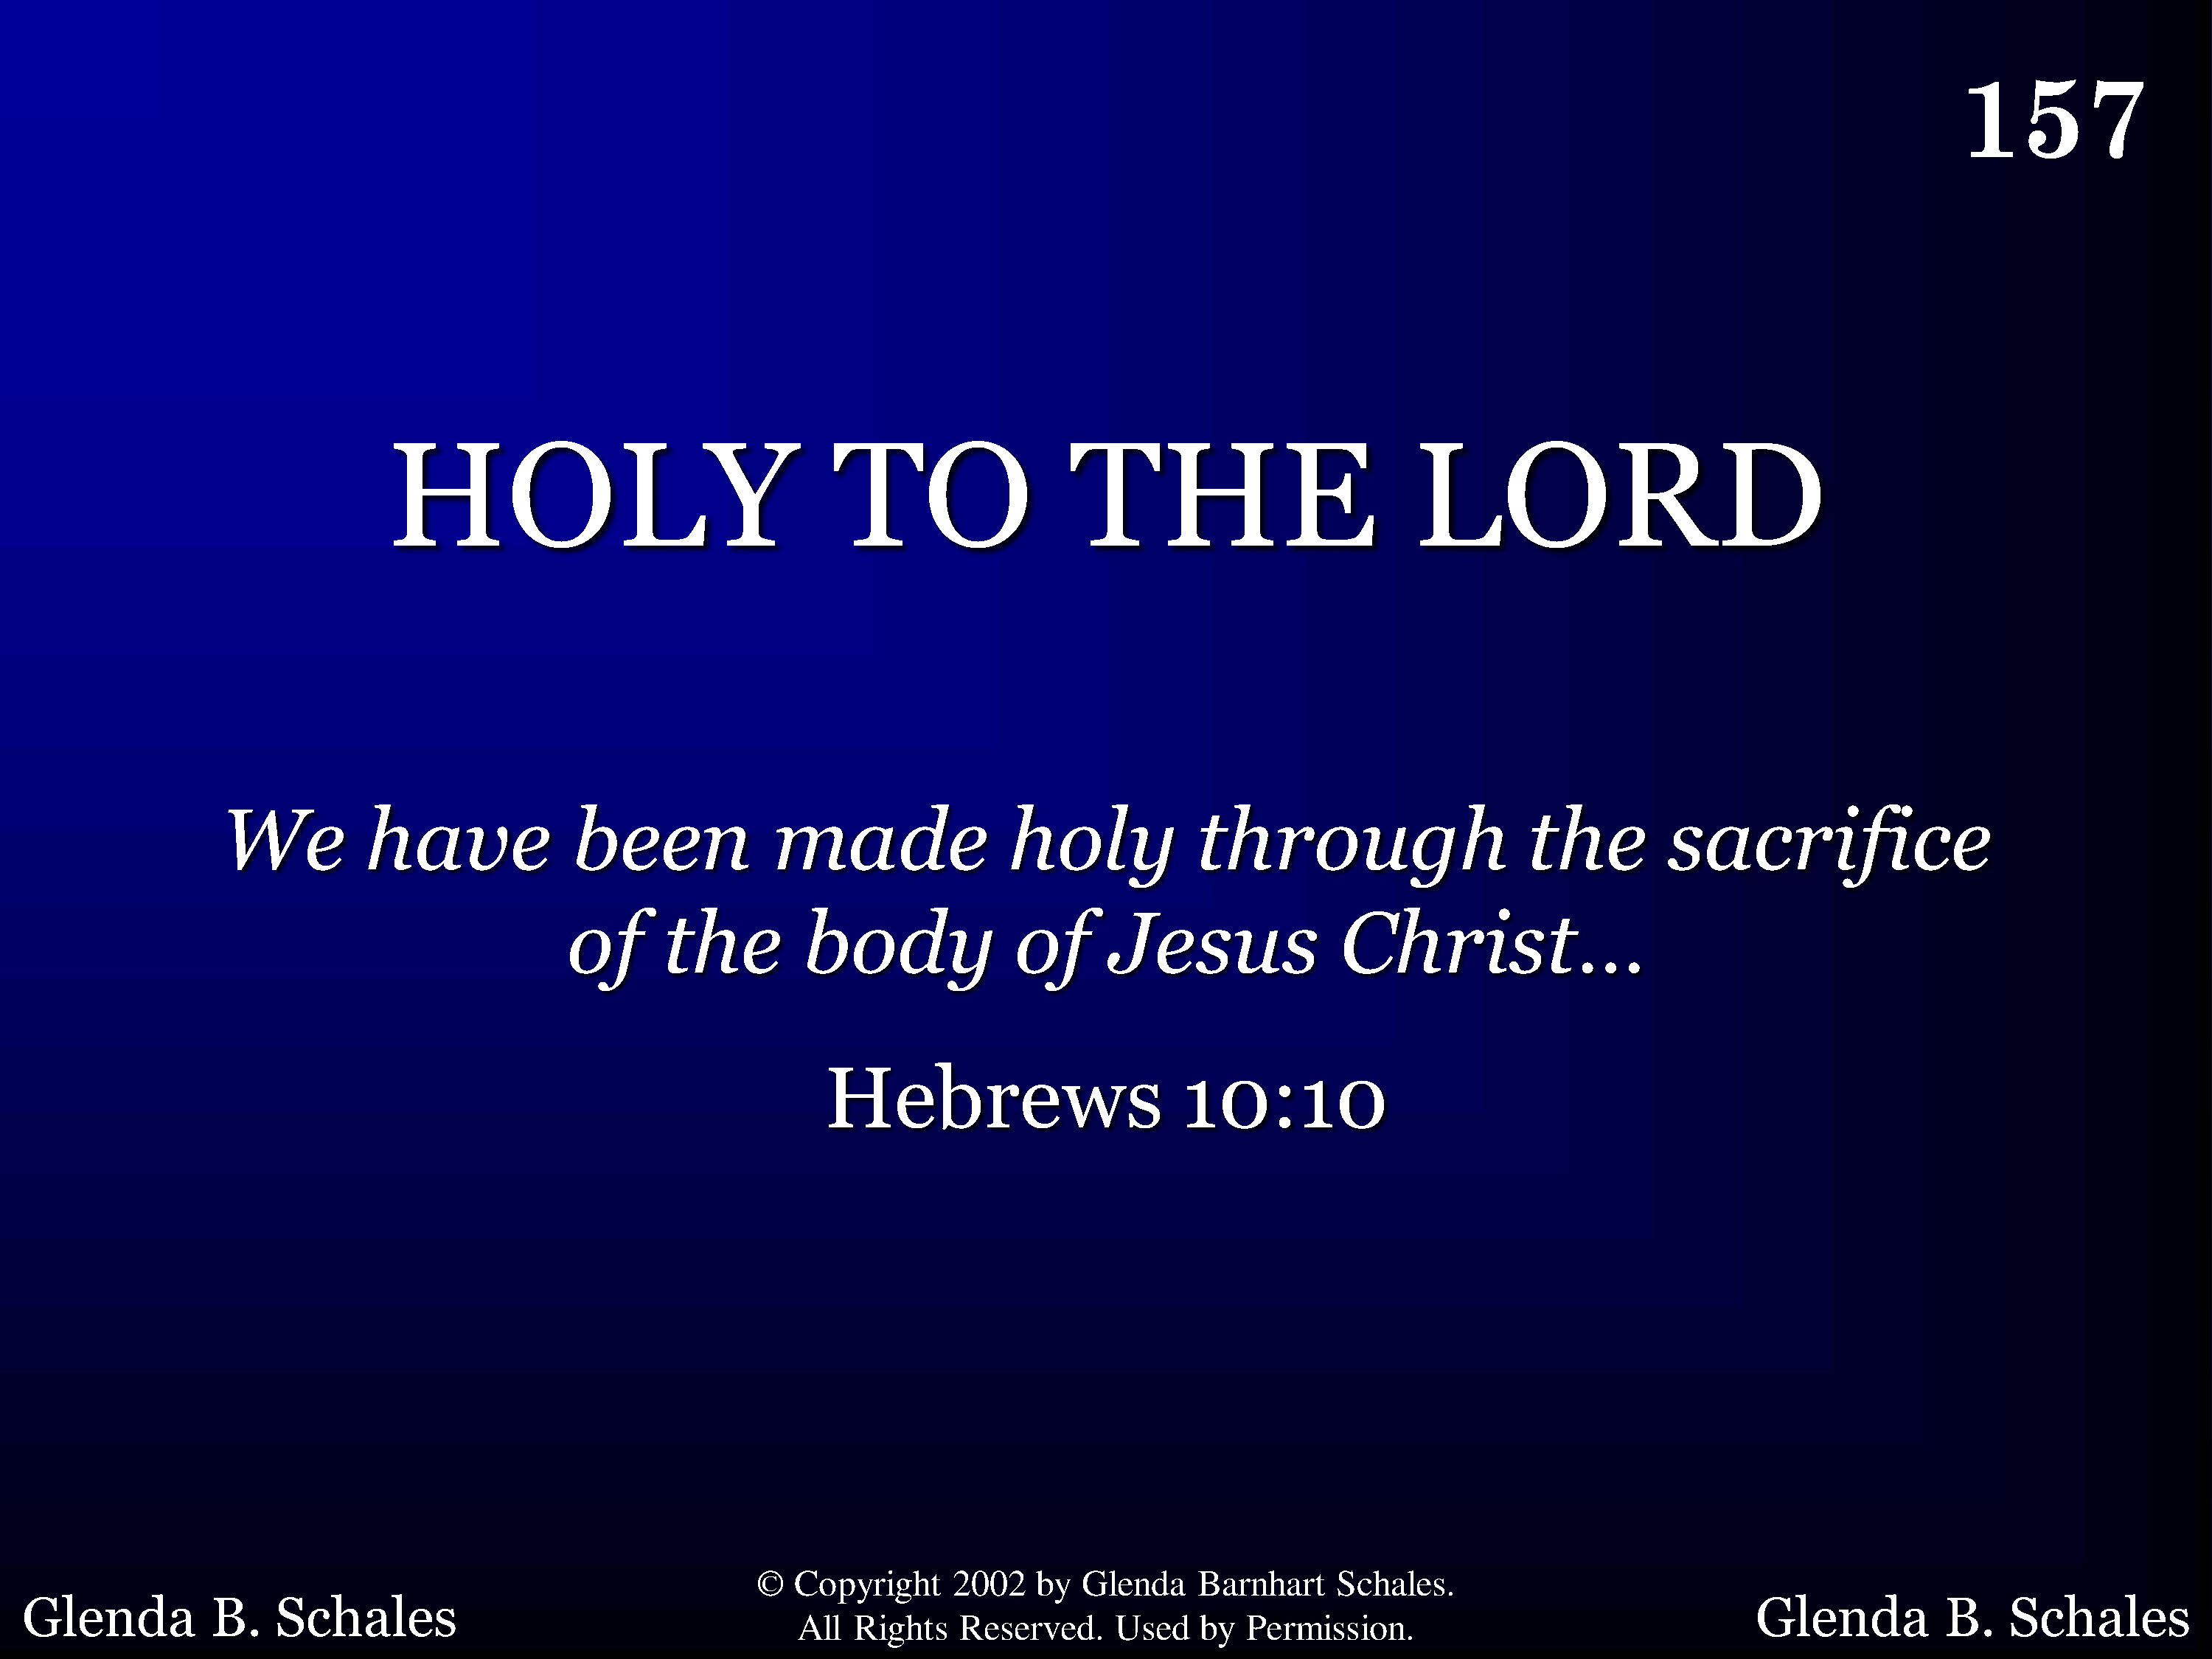 157
HOLY TO THE LORD
We have been made holy through the sacrifice
of the body of Jesus Christ...
Hebrews 10:10
Glenda B. Schales
© Copyright 2002 by Glenda Barnhart Schales.
All Rights Reserved. Used by Permission.
Glenda B. Schales